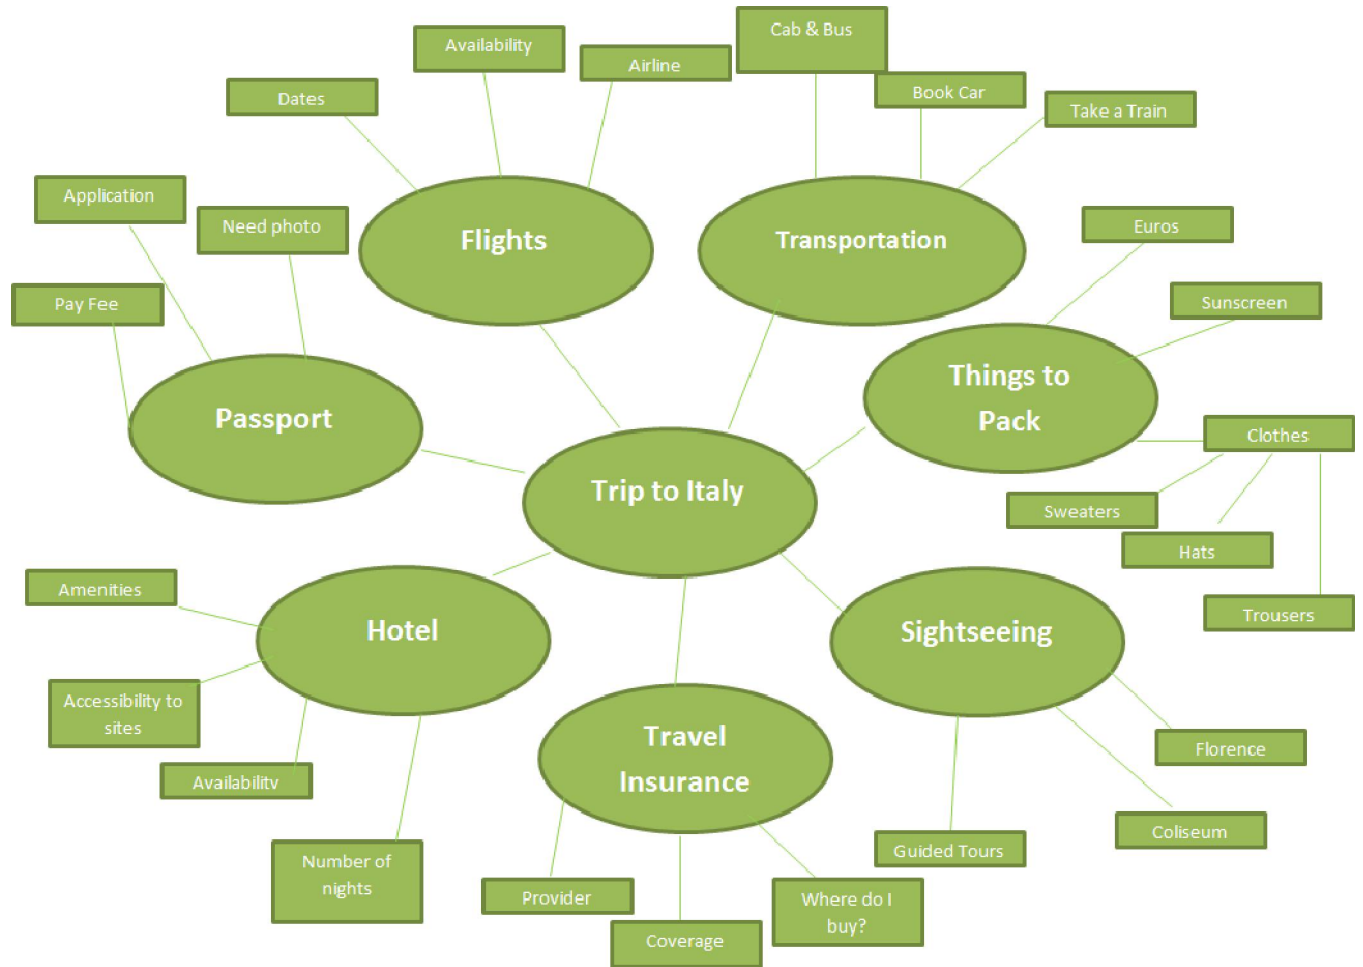 Cab & Bus
Availability
Airline
Book Car
Dates
Take a Train
Application
Need photo
Euros
Flights
Transportation
Pay Fee
Sunscreen
Things to
Pack
Passport
Clothes
Trip to Italy
Sweaters
Hats
Amenities
Trousers
Hotel
Sightseeing
Accessibility to
sites
Travel
Insurance
Florence
Availability
Coliseum
Guided Tours
Number of
nights
Provider
Where do I
buy?
Coverage